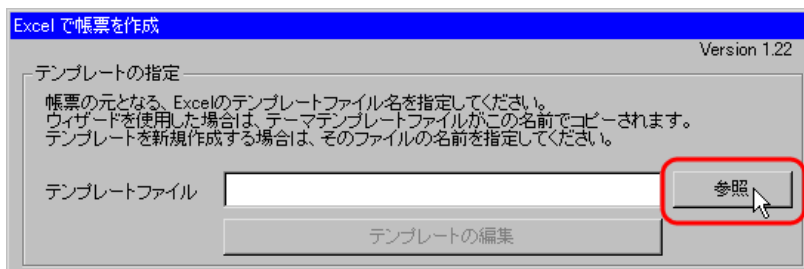 Excel で帳票を作成
Version 1.22
テンプレートの指定
帳票の元となる、Excelのテンプレートファイル名を指定してください。
ウィザードを使用した場合は、テーマテンプレートファイルがこの名前でコピーされます。
テンプレートを新規作成する場合は、そのファイルの名前を指定してください。
テンプレートファイル
参照
テンプレートの編集